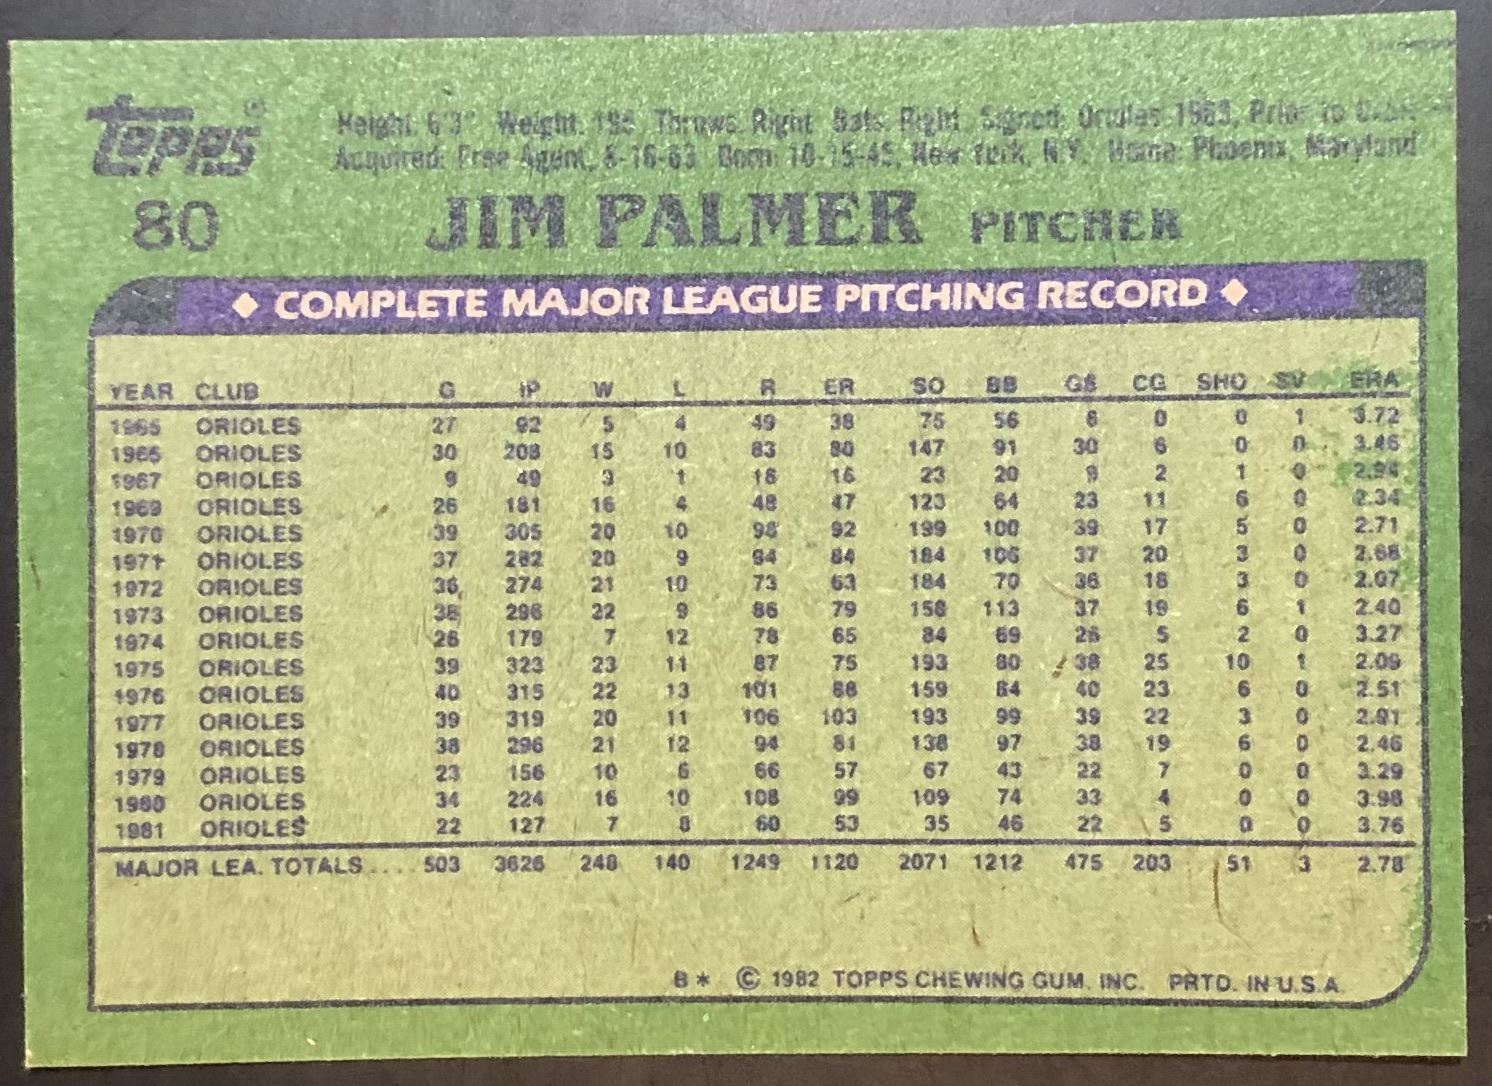 Topps ®
Height: 6'3" Weight: 195 Throws: Right Bats: Right Signed: Orioles 1963, Prior to
Acquired: Free Agent, 8-16-63 Born: 10-15-45, New York, N.Y. Home: Phoenix, Maryland
80 JIM PALMER PITCHER
COMPLETE MAJOR LEAGUE PITCHING RECORD
YEAR CLUB G IP W L R ER SO BB GS CG SHO SV ERA
1965 ORIOLES 27 92 5 4 49 38 75 56 6 0 0 1 3.72
1966 ORIOLES 30 208 15 10 83 80 147 91 30 6 0 0 3.46
1967 ORIOLES 9 49 3 1 18 16 23 20 9 2 1 0 2.94
1969 ORIOLES 26 181 16 4 48 47 123 64 23 11 6 0 2.34
1970 ORIOLES 39 305 20 10 98 92 199 100 39 17 5 0 2.71
1971 ORIOLES 37 282 20 9 94 84 184 106 37 20 3 0 2.68
1972 ORIOLES 36 274 21 10 73 63 184 70 36 18 3 0 2.07
1973 ORIOLES 38 296 22 9 86 79 158 113 37 19 6 1 2.40
1974 ORIOLES 26 179 7 12 78 65 84 69 26 5 2 0 3.27
1975 ORIOLES 39 323 23 11 87 75 193 80 38 25 10 1 2.09
1976 ORIOLES 40 315 22 13 101 88 159 84 40 23 6 0 2.51
1977 ORIOLES 39 319 20 11 106 103 193 99 39 22 3 0 2.91
1978 ORIOLES 38 296 21 12 94 81 138 97 38 19 6 0 2.46
1979 ORIOLES 23 156 10 6 66 57 67 43 22 7 0 0 3.29
1980 ORIOLES 34 224 16 10 108 99 109 74 33 4 0 0 3.98
1981 ORIOLES 22 127 7 8 60 53 35 46 22 5 0 0 3.76
MAJOR LEA. TOTALS.... 503 3626 248 140 1249 1120 2071 1212 475 203 51 3 2.78
B* © 1982 TOPPS CHEWING GUM, INC. PRTD. IN U.S.A.